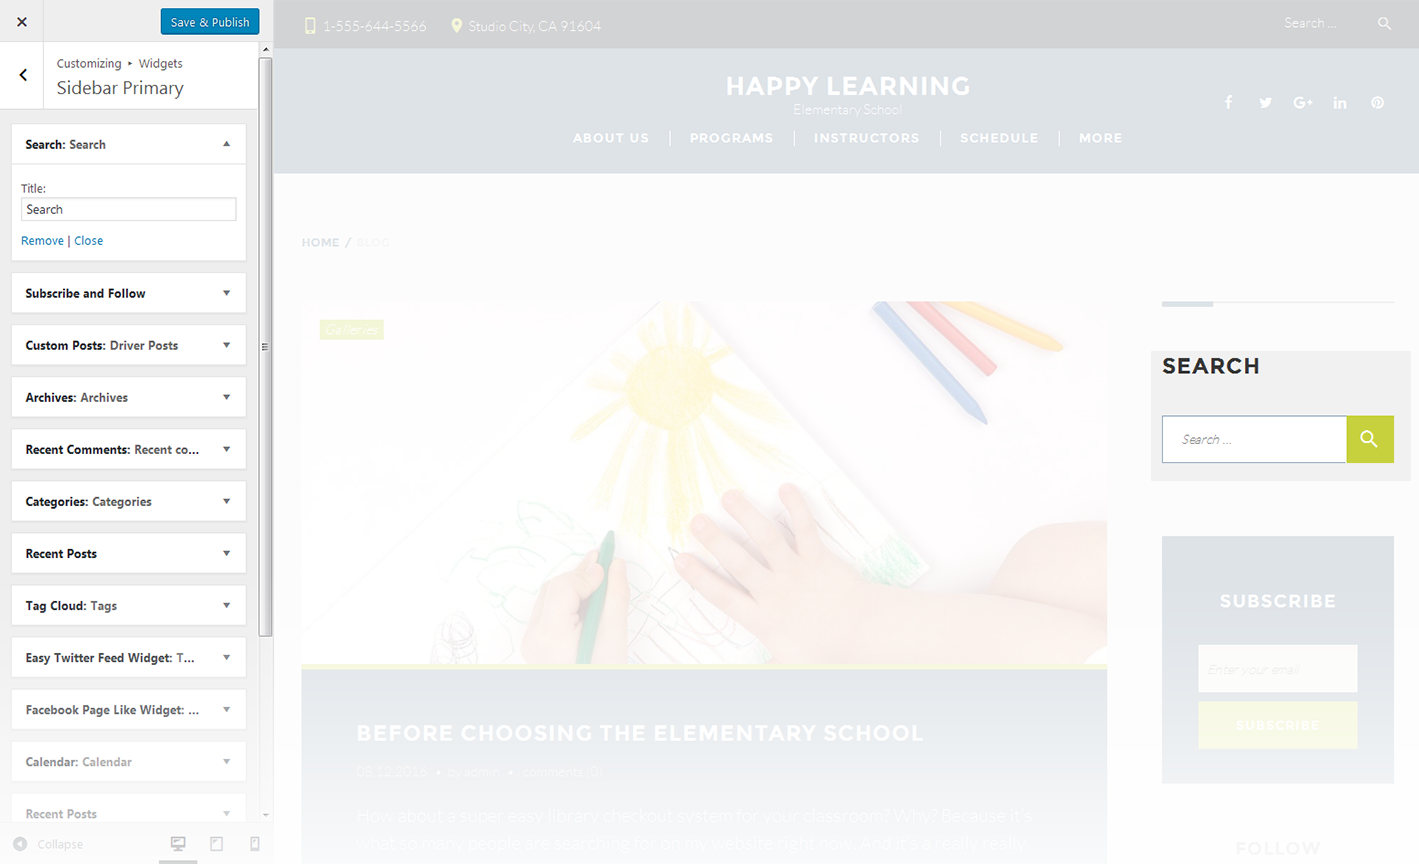 Save & Publish
Customizing ▸ Widgets
Sidebar Primary
Search: Search
Title:
Search
Remove | Close
Subscribe and Follow
Custom Posts: Driver Posts
Archives: Archives
Recent Comments: Recent co...
Categories: Categories
Recent Posts
Tag Cloud: Tags
Easy Twitter Feed Widget: T...
Facebook Page Like Widget: ...
Calendar: Calendar
Recent Posts
Collapse
1-555-644-5566
Studio City, CA 91604
Search ...
HAPPY LEARNING
Elementary School
ABOUT US
PROGRAMS
INSTRUCTORS
SCHEDULE
MORE
HOME / BLOG
Galleries
BEFORE CHOOSING THE ELEMENTARY SCHOOL
08.12.2016 • by admin • comments (0)
How about a super easy library checkout system for your classroom? Why? Because it's
what so many people are searching for on my website right now. And it's a really really
SEARCH
Search ...
SUBSCRIBE
Enter your email
SUBSCRIBE
FOLLOW